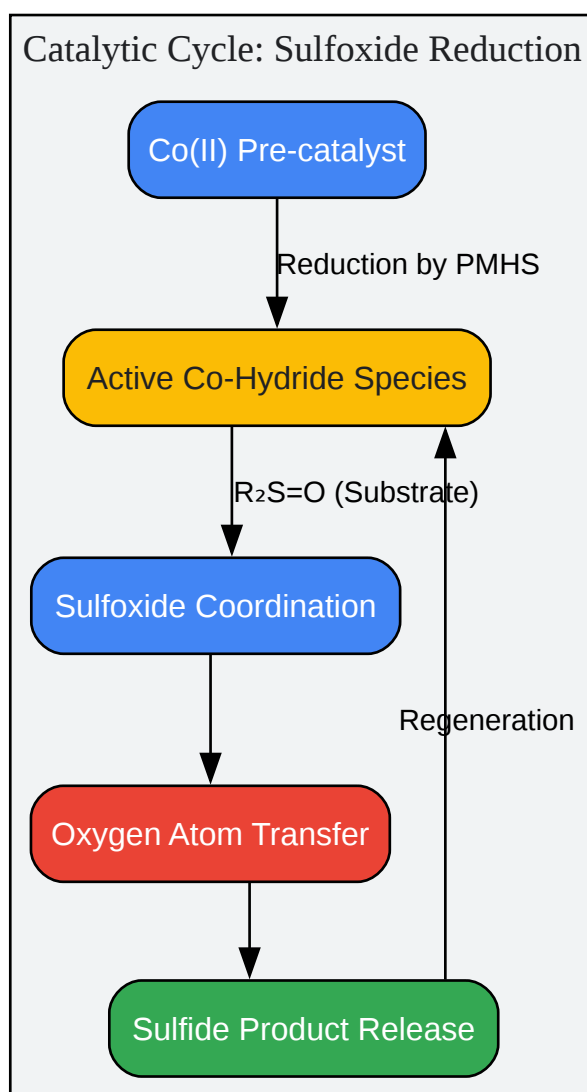 Catalytic Cycle: Sulfoxide Reduction
Co(II) Pre-catalyst
Reduction by PMHS
Active Co-Hydride Species
R₂S=O (Substrate)
Sulfoxide Coordination
Regeneration
Oxygen Atom Transfer
Sulfide Product Release